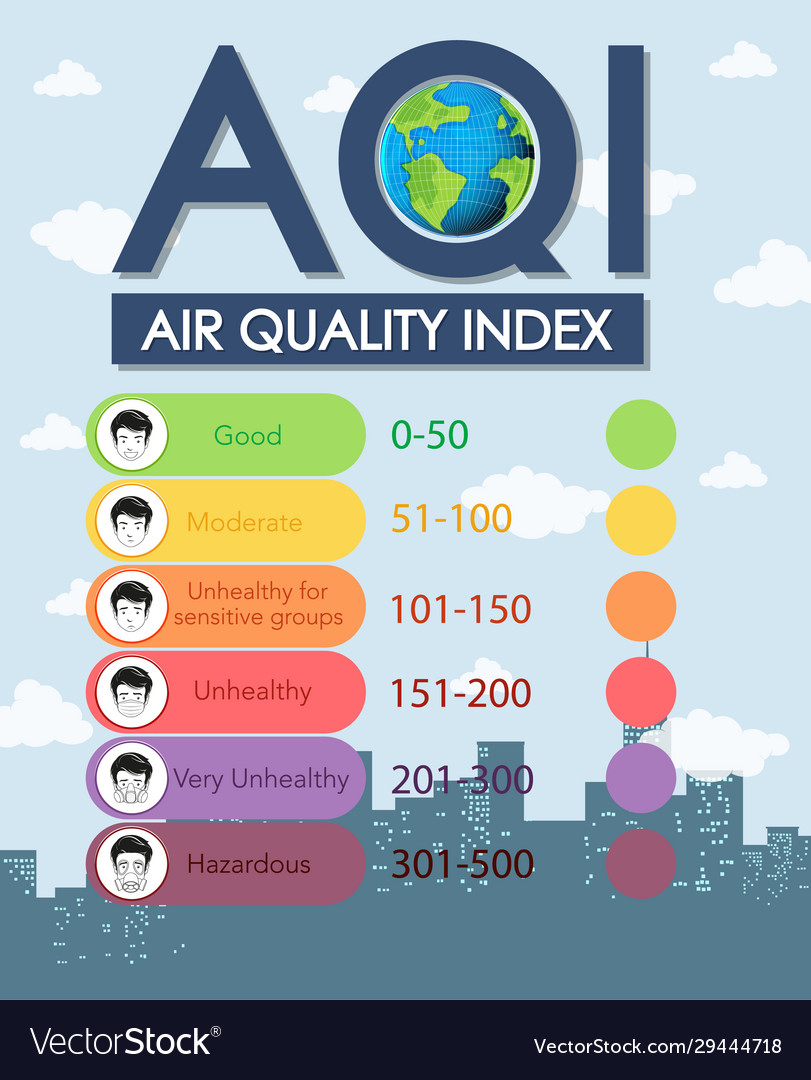 AQI
AIR QUALITY INDEX
Good 0-50
Moderate 51-100
Unhealthy for
sensitive groups 101-150
Unhealthy 151-200
Very Unhealthy 201-300
Hazardous 301-500
VectorStock®
VectorStock.com/29444718